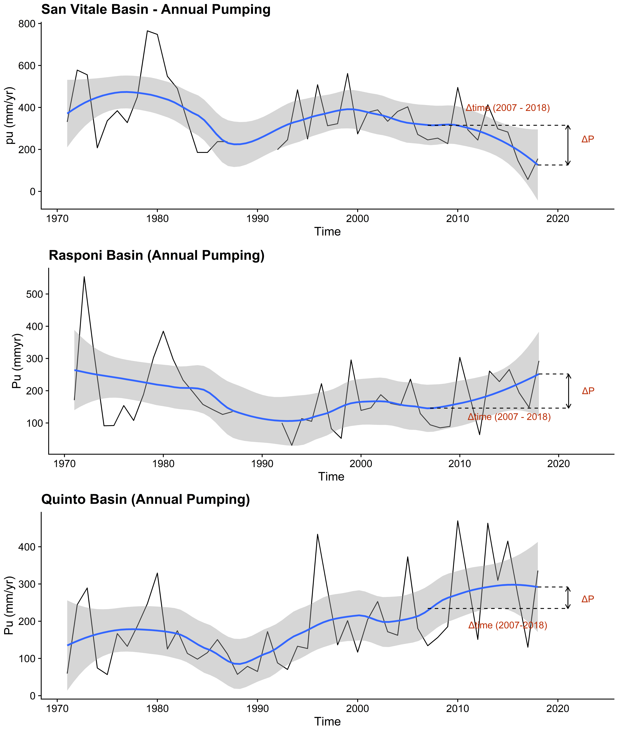 San Vitale Basin - Annual Pumping
800
600
400
200
0
pu (mm/yr)
Δtime (2007 - 2018)
ΔP
1970 1980 1990 2000 2010 2020
Time
Rasponi Basin (Annual Pumping)
500
400
300
200
100
Pu (mmyr)
ΔP
Δtime (2007 - 2018)
1970 1980 1990 2000 2010 2020
Time
Quinto Basin (Annual Pumping)
400
300
200
100
0
Pu (mm/yr)
ΔP
Δtime (2007-2018)
1970 1980 1990 2000 2010 2020
Time